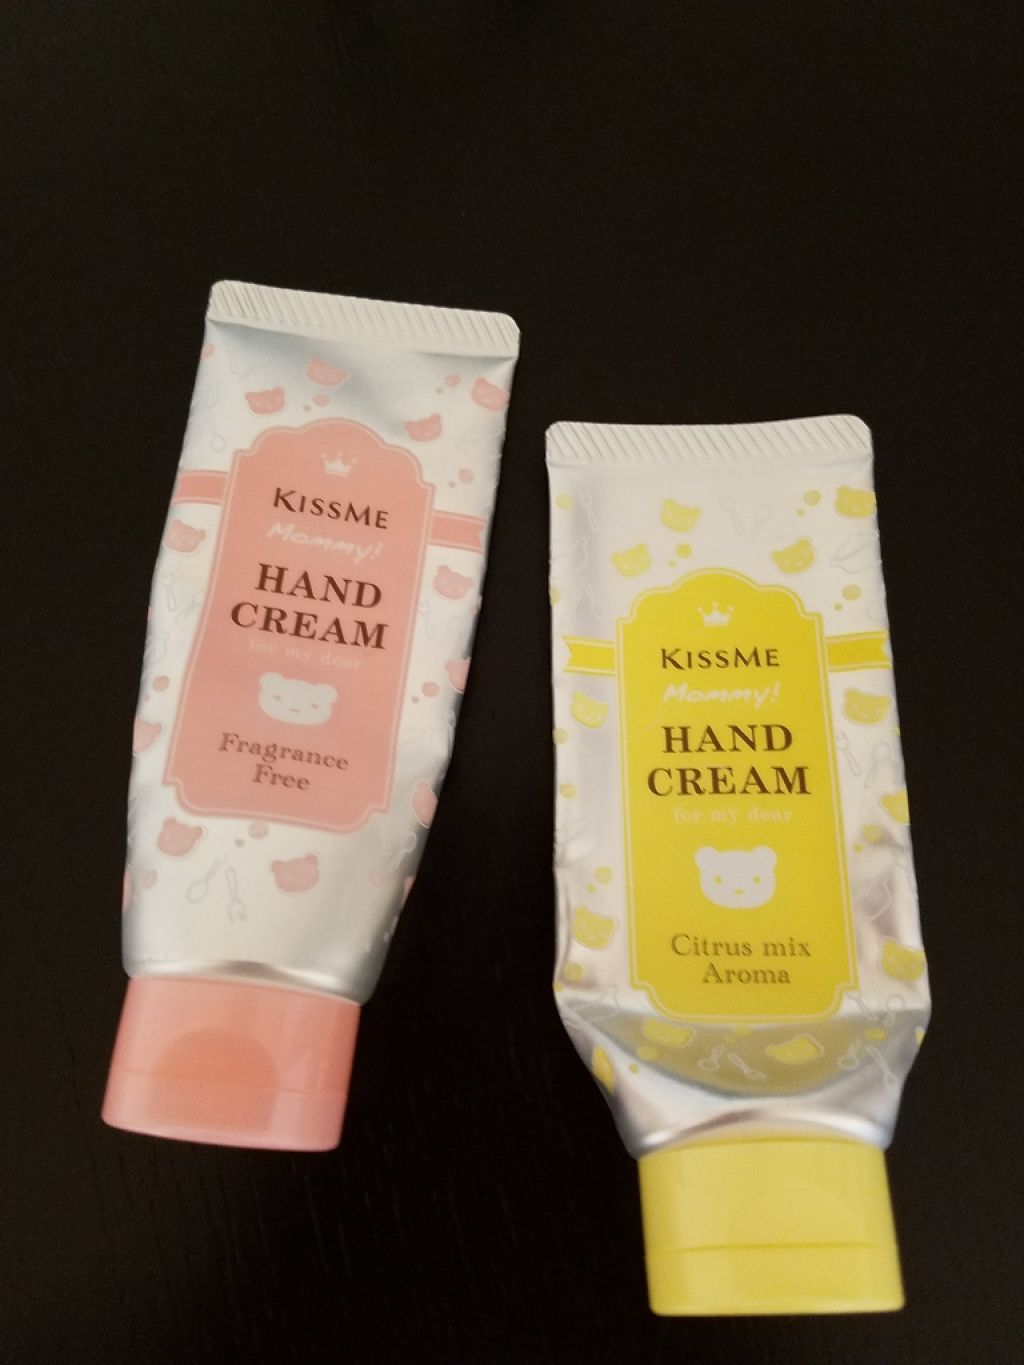 KISSME
Mommy!
HAND
CREAM
for my dear
Fragrance
Free
KISSME
Mommy!
HAND
CREAM
for my dear
Citrus mix
Aroma